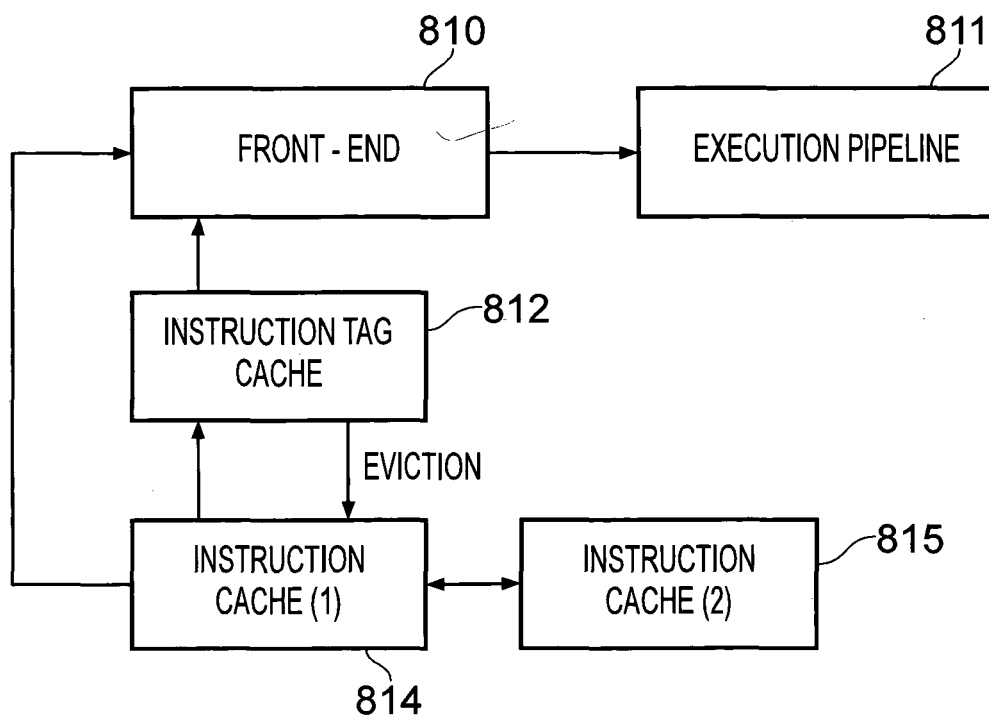 810
811
FRONT - END
EXECUTION PIPELINE
INSTRUCTION TAG
CACHE
812
EVICTION
INSTRUCTION
CACHE (1)
INSTRUCTION
CACHE (2)
815
814